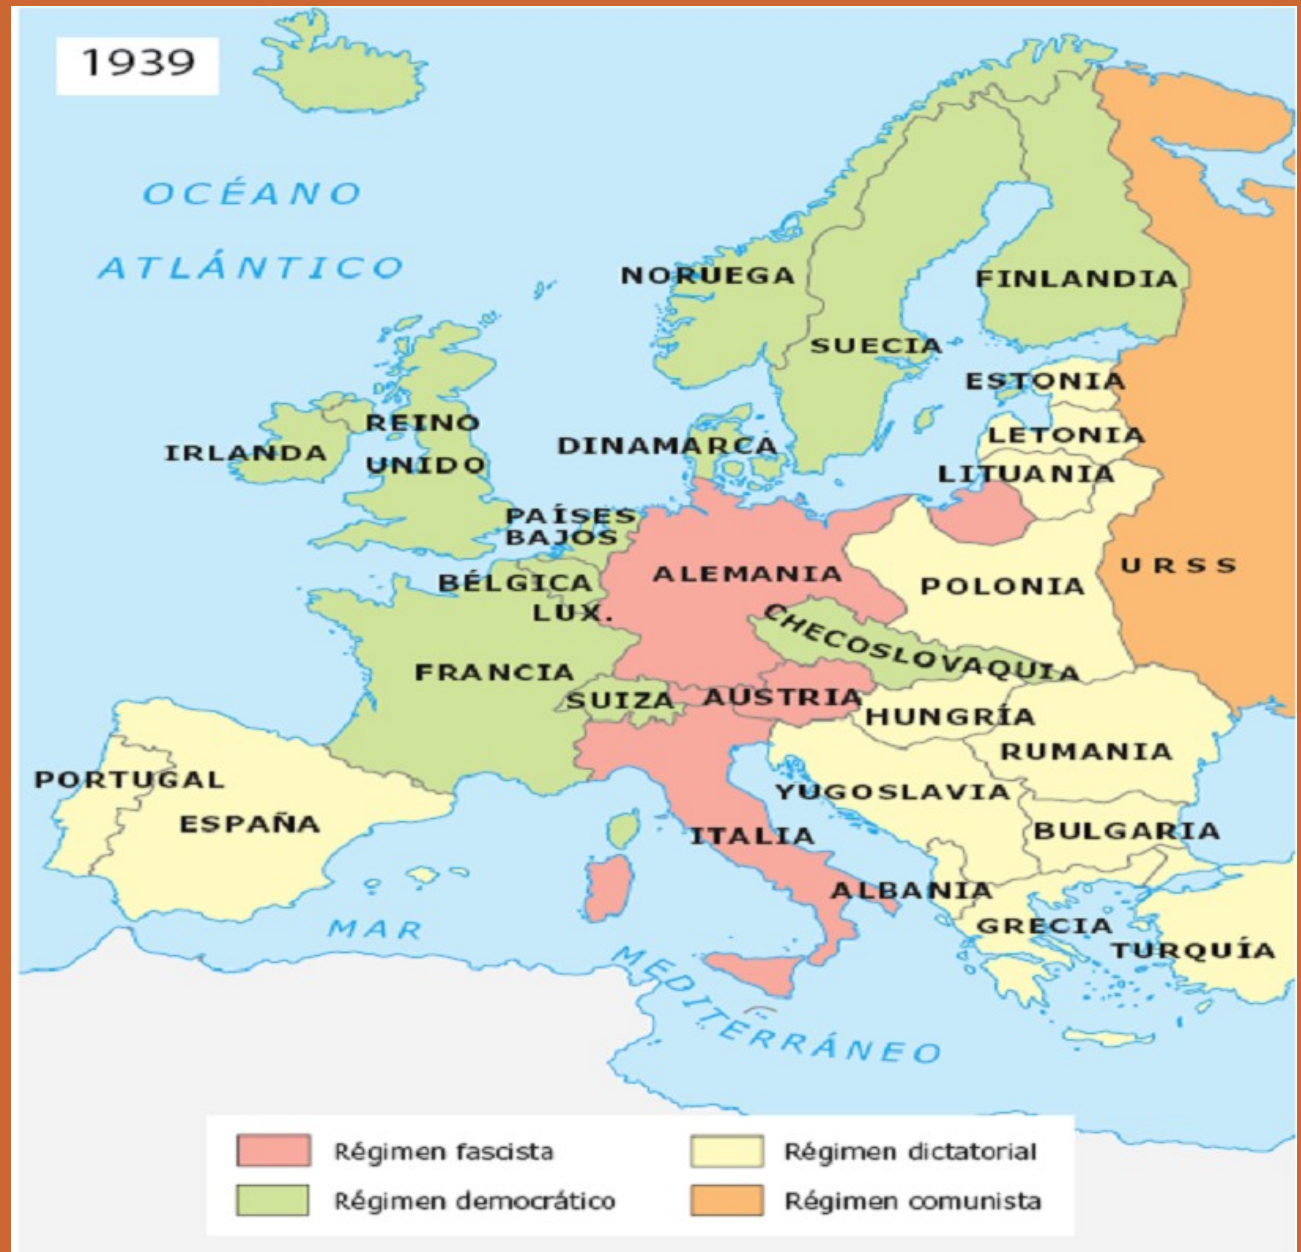 1939
OCÉANO
ATLÁNTICO
NORUEGA
FINLANDIA
SUECIA
ESTONIA
REINO
UNIDO
IRLANDA
DINAMARCA
LETONIA
LITUANIA
PAÍSES
BAJOS
BÉLGICA
LUX.
ALEMANIA
POLONIA
URSS
CHECOSLOVAQUIA
FRANCIA
SUIZA
AUSTRIA
HUNGRÍA
RUMANIA
PORTUGAL
ESPAÑA
YUGOSLAVIA
ITALIA
BULGARIA
ALBANIA
GRECIA
TURQUÍA
MAR
MEDITERRÁNEO
Régimen fascista
Régimen dictatorial
Régimen democrático
Régimen comunista